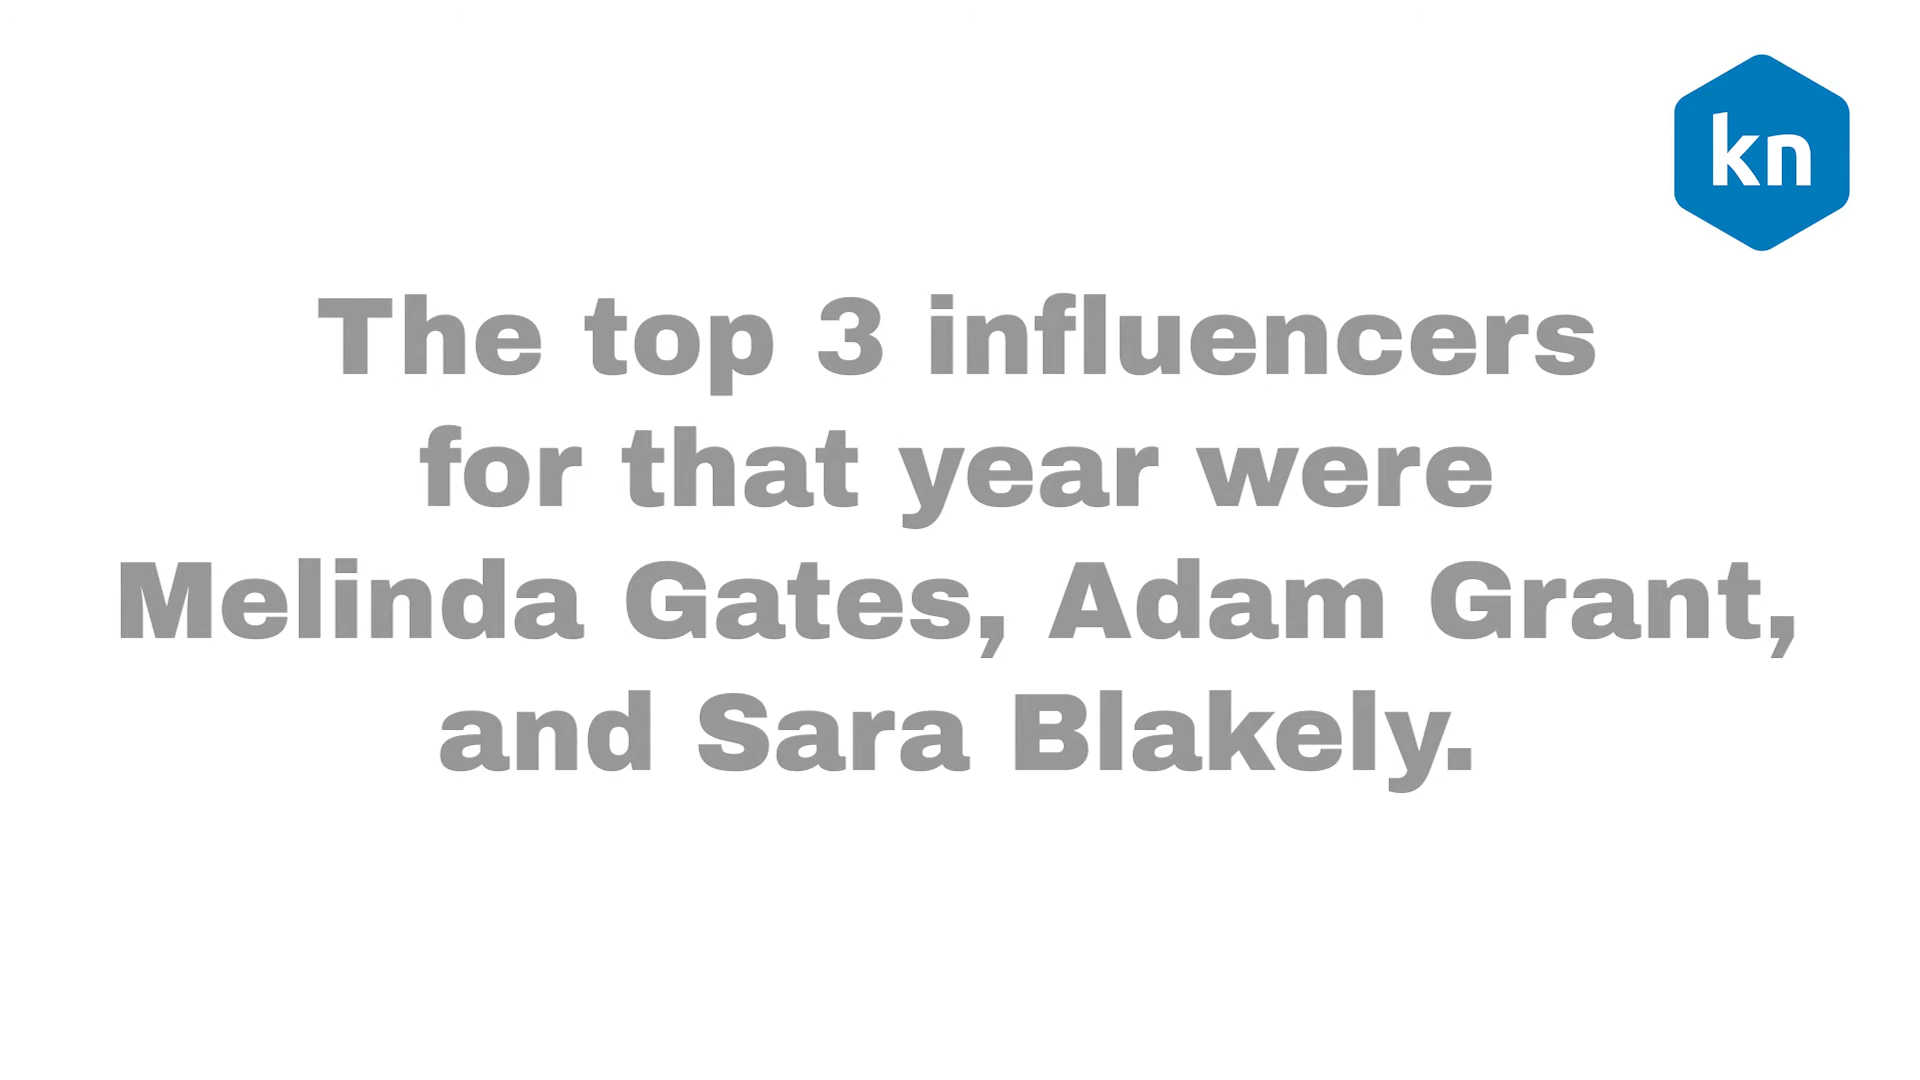 kn
The top 3 influencers
for that year were
Melinda Gates, Adam Grant,
and Sara Blakely.